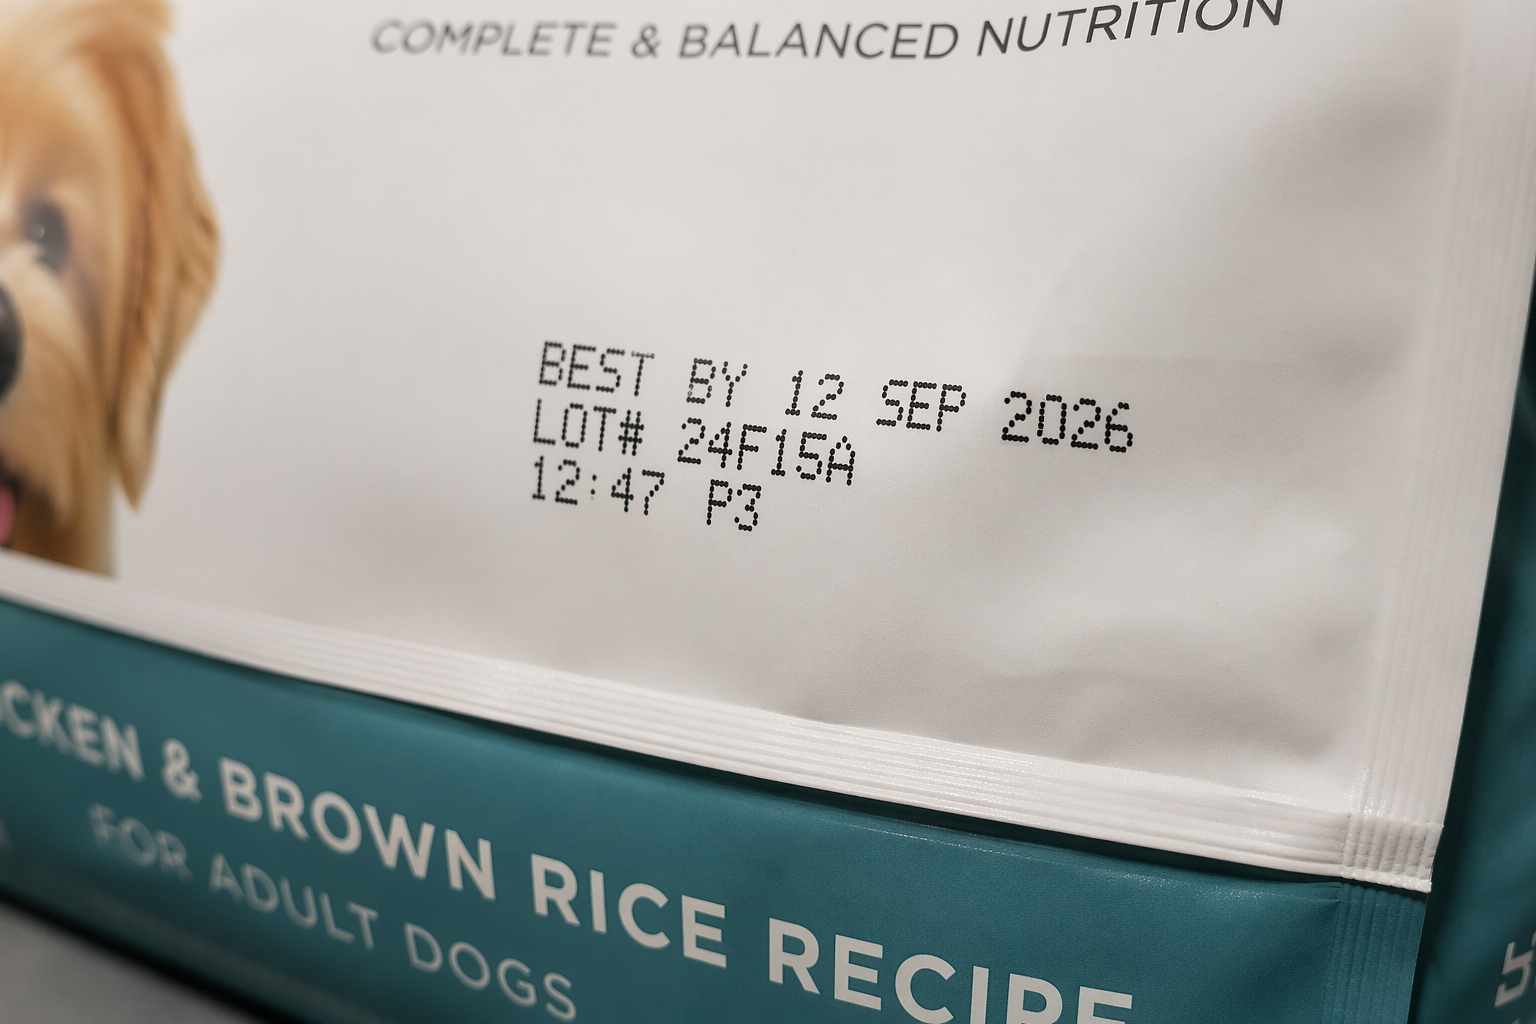 COMPLETE & BALANCED NUTRITION
BEST BY 12 SEP 2026
LOT# 24F15A
12:47 P3
CKEN & BROWN RICE RECIPE
FOR ADULT DOGS